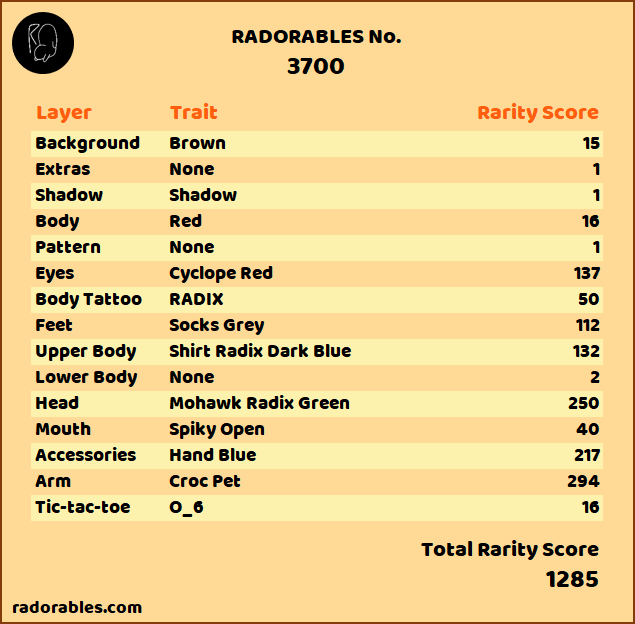 RADORABLES No.
3700
Layer Trait Rarity Score
Background Brown 15
Extras None 1
Shadow Shadow 1
Body Red 16
Pattern None 1
Eyes Cyclope Red 137
Body Tattoo RADIX 50
Feet Socks Grey 112
Upper Body Shirt Radix Dark Blue 132
Lower Body None 2
Head Mohawk Radix Green 250
Mouth Spiky Open 40
Accessories Hand Blue 217
Arm Croc Pet 294
Tic-tac-toe O_6 16
Total Rarity Score
1285
radorables.com